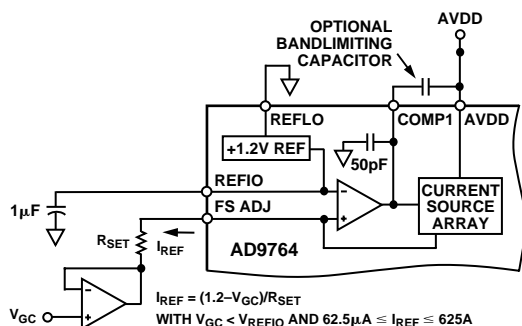 OPTIONAL
BANDLIMITING
CAPACITOR
AVDD
REFLO
COMP1
AVDD
+1.2V REF
50pF
REFIO
–
+
FS ADJ
CURRENT
SOURCE
ARRAY
1μF
RSET
IREF
AD9764
–
+
VGC
IREF = (1.2–VGC)/RSET
WITH VGC < VREFIO AND 62.5μA ≤ IREF ≤ 625A